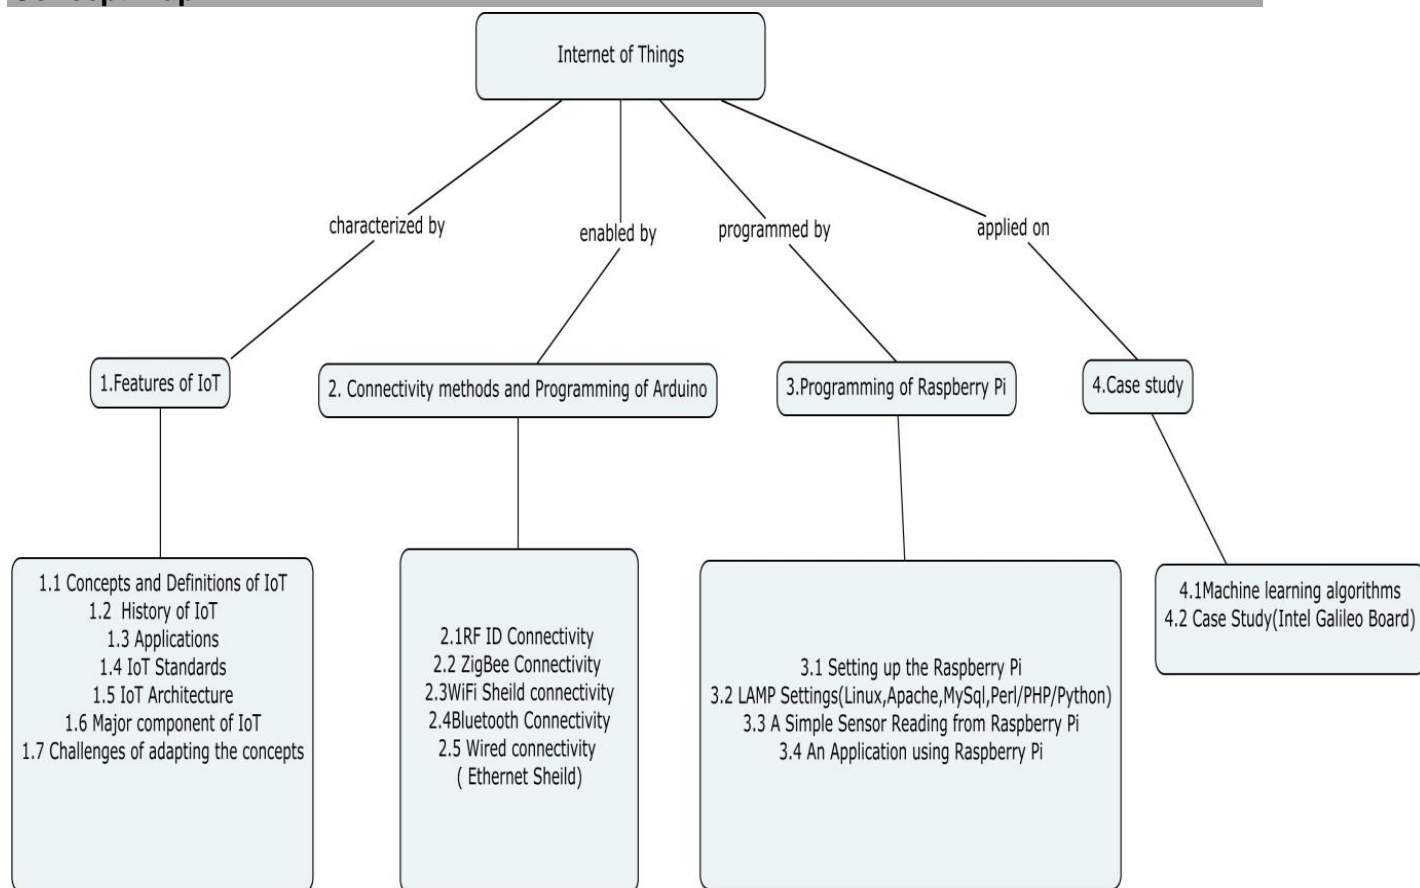 Concept Map
Internet of Things
characterized by
enabled by
programmed by
applied on
1.Features of IoT
2. Connectivity methods and Programming of Arduino
3.Programming of Raspberry Pi
4.Case study
1.1 Concepts and Definitions of IoT
1.2 History of IoT
1.3 Applications
1.4 IoT Standards
1.5 IoT Architecture
1.6 Major component of IoT
1.7 Challenges of adapting the concepts
2.1RF ID Connectivity
2.2 ZigBee Connectivity
2.3WiFi Sheild connectivity
2.4Bluetooth Connectivity
2.5 Wired connectivity
( Ethernet Sheild)
3.1 Setting up the Raspberry Pi
3.2 LAMP Settings(Linux,Apache,MySql,Perl/PHP/Python)
3.3 A Simple Sensor Reading from Raspberry Pi
3.4 An Application using Raspberry Pi
4.1Machine learning algorithms
4.2 Case Study(Intel Galileo Board)